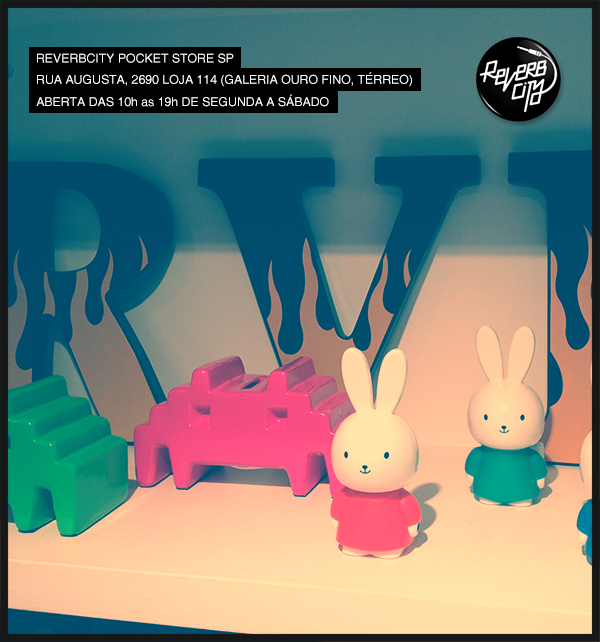 REVERBCITY POCKET STORE SP
RUA AUGUSTA, 2690 LOJA 114 (GALERIA OURO FINO, TÉRREO)
ABERTA DAS 10h as 19h DE SEGUNDA A SÁBADO
REVERB
CITY
RV